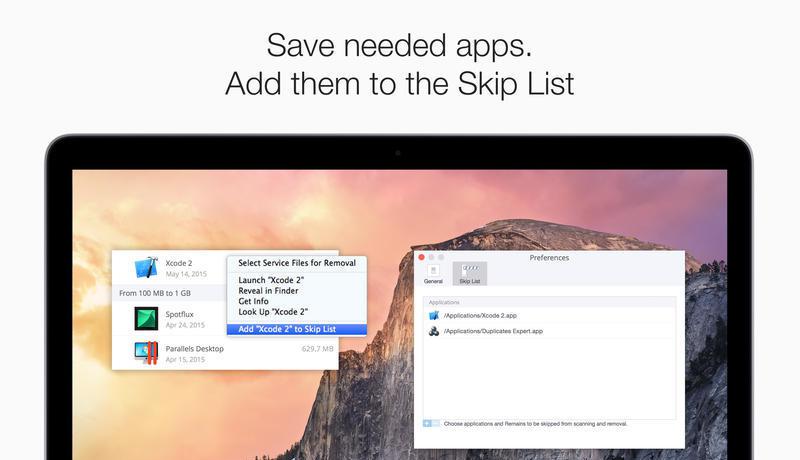 Save needed apps.
Add them to the Skip List
Xcode 2
May 14, 2015
From 100 MB to 1 GB
Spotflux
Apr 24, 2015
Parallels Desktop
629.7 MB
Apr 15, 2015
Select Service Files for Removal
Launch "Xcode 2"
Reveal in Finder
Get Info
Look Up "Xcode 2"
Add "Xcode 2" to Skip List
Preferences
General
Skip List
Applications
/Applications/Xcode 2.app
/Applications/Duplicates Expert.app
Choose applications and Remains to be skipped from scanning and removal.